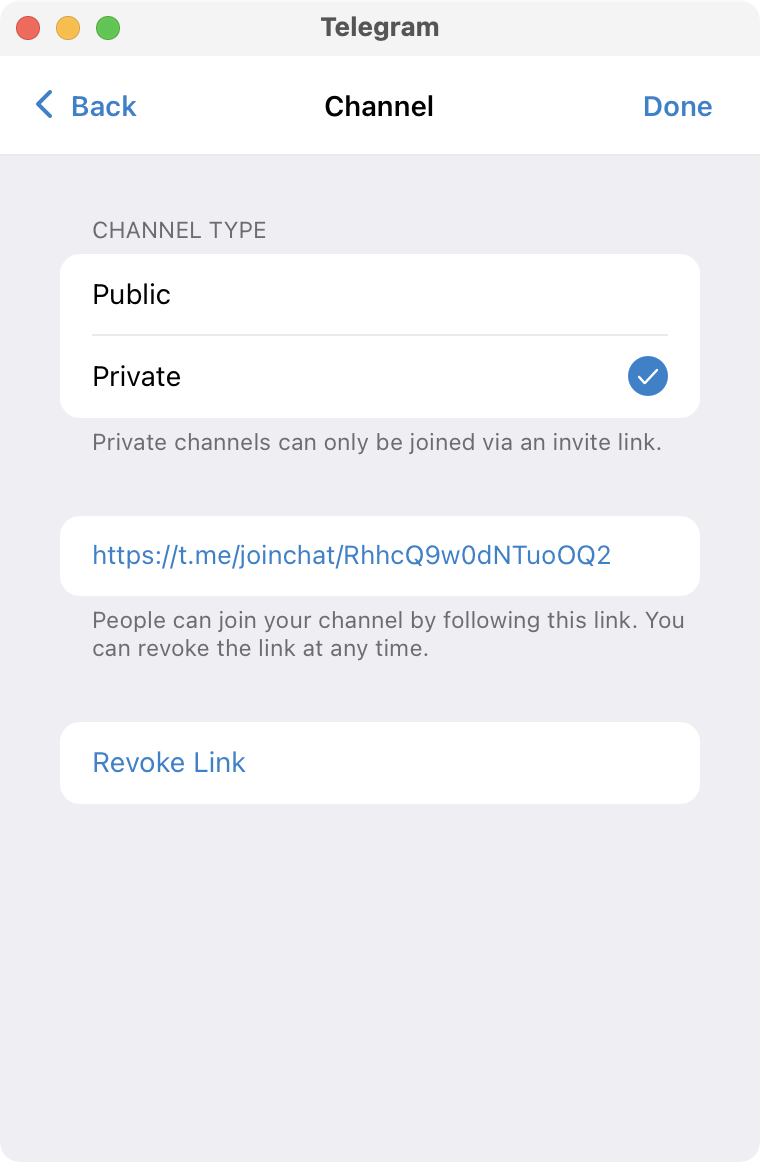 Telegram
Back
Channel
Done
CHANNEL TYPE
Public
Private
Private channels can only be joined via an invite link.
https://t.me/joinchat/RhhcQ9w0dNTuoOQ2
People can join your channel by following this link. You
can revoke the link at any time.
Revoke Link